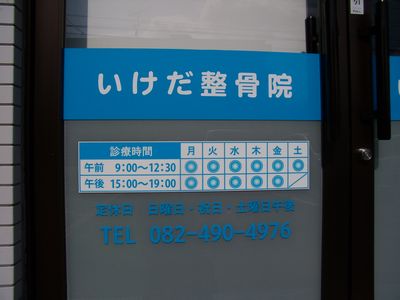 いけだ整骨院
診療時間 月 火 水 木 金 土
午前 9:00～12:30 ◎ ◎ ◎ ◎ ◎ ◎
午後 15:00～19:00 ◎ ◎ ◎ ◎ ◎ ／
定休日 日曜日・祝日・土曜日午後
TEL 082-490-4976